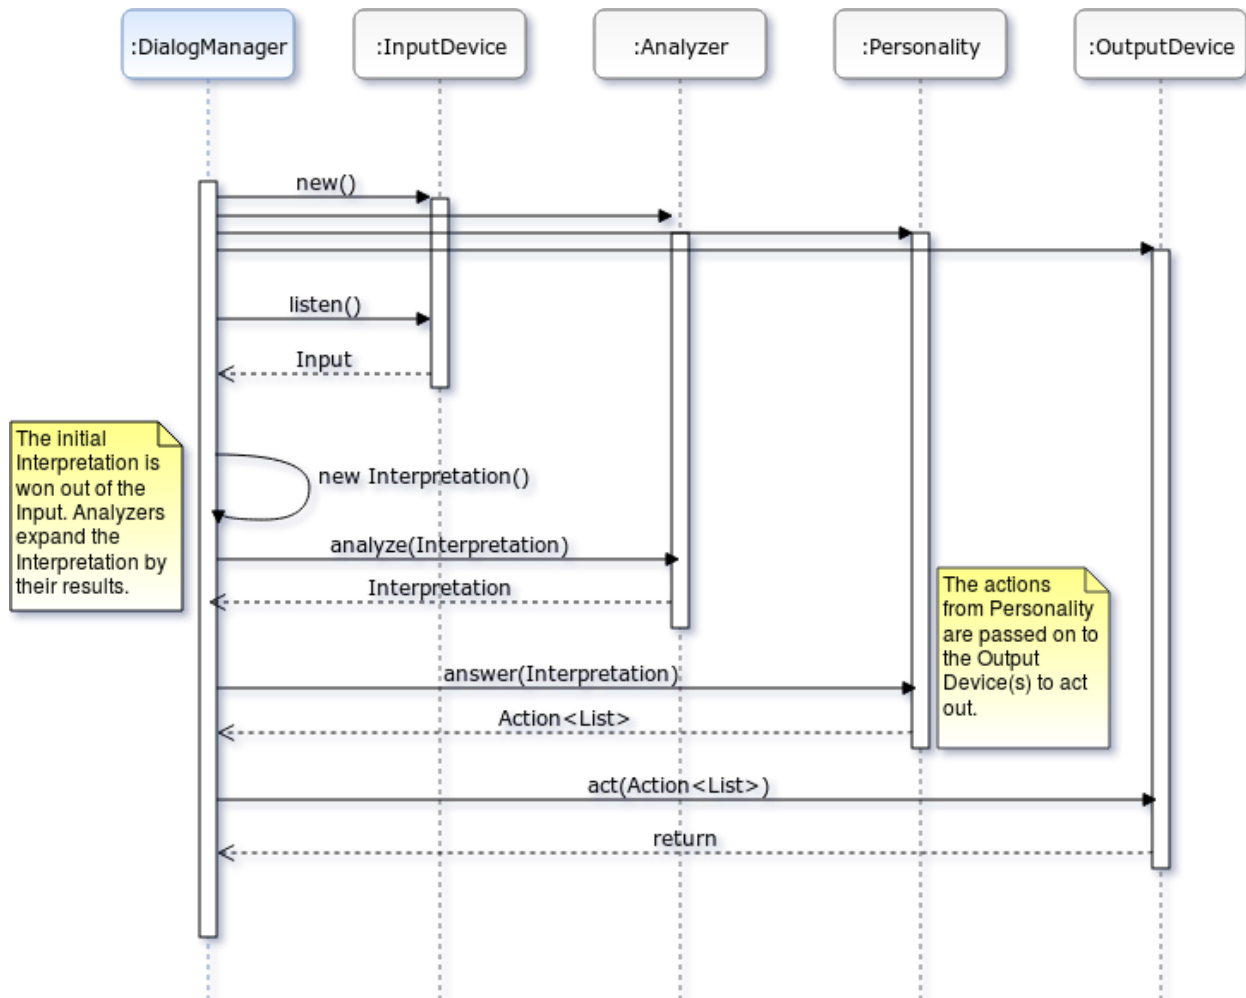 :DialogManager
:InputDevice
:Analyzer
:Personality
:OutputDevice
new()
listen()
Input
The initial
Interpretation is
won out of the
Input. Analyzers
expand the
Interpretation by
their results.
new Interpretation()
analyze(Interpretation)
Interpretation
The actions
from Personality
are passed on to
the Output
Device(s) to act
out.
answer(Interpretation)
Action<List>
act(Action<List>)
return